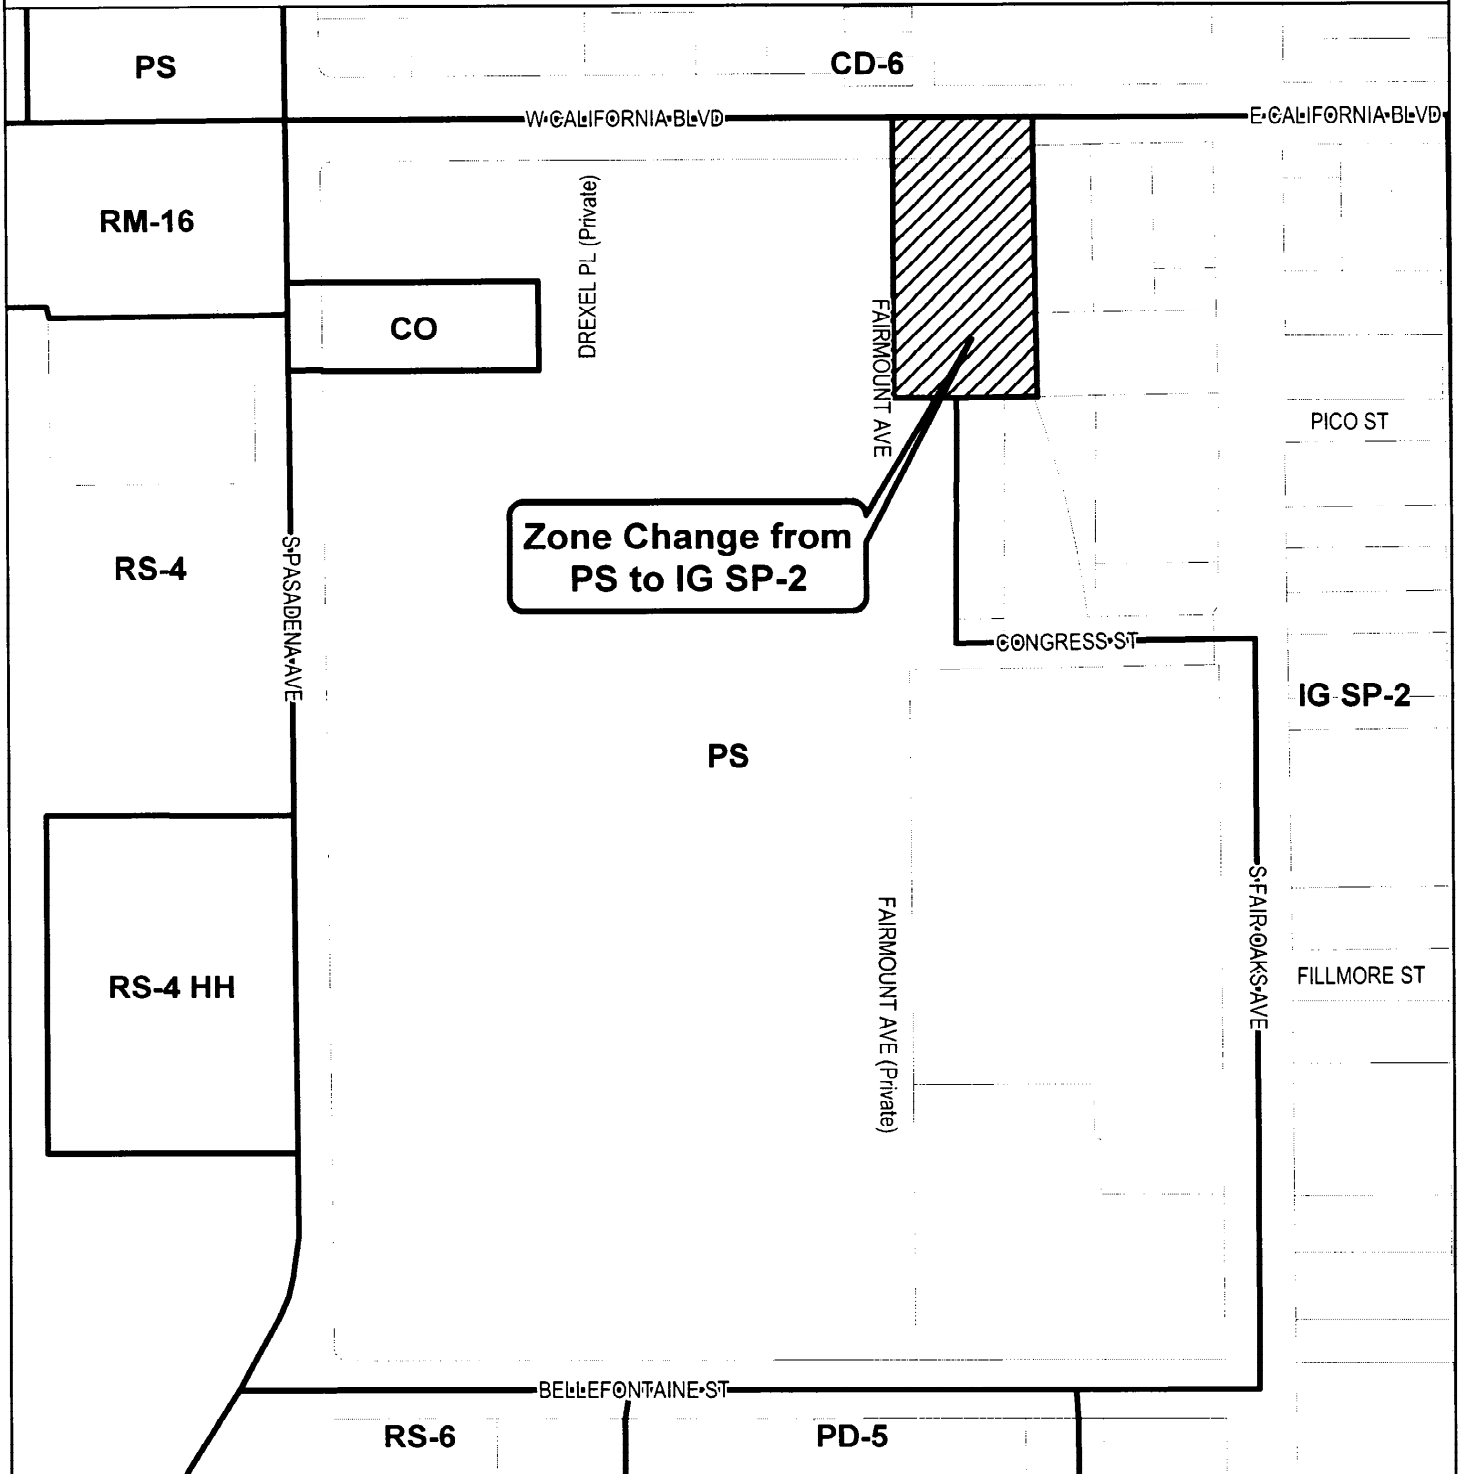 PS
CD-6
W CALIFORNIA BLVD
E CALIFORNIA BLVD
RM-16
DREXEL PL (Private)
CO
FAIRMOUNT AVE
PICO ST
Zone Change from
PS to IG SP-2
RS-4
S PASADENA AVE
CONGRESS ST
IG SP-2
PS
RS-4 HH
FAIRMOUNT AVE (Private)
S FAIR OAKS AVE
FILLMORE ST
BELLEFONTAINE ST
RS-6
PD-5